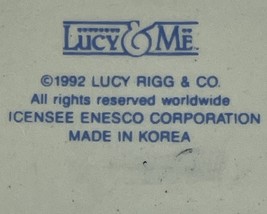 LUCY & ME
©1992 LUCY RIGG & CO.
All rights reserved worldwide
ICENSEE ENESCO CORPORATION
MADE IN KOREA